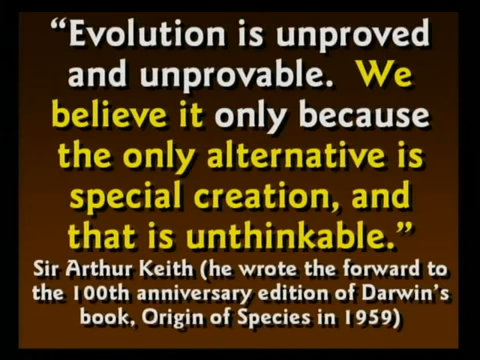 “Evolution is unproved
and unprovable. We
believe it only because
the only alternative is
special creation, and
that is unthinkable.”
Sir Arthur Keith (he wrote the forward to
the 100th anniversary edition of Darwin's
book, Origin of Species in 1959)